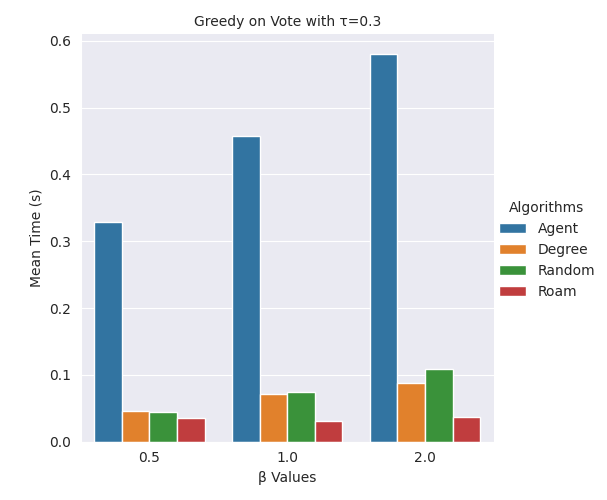 Greedy on Vote with τ=0.3
0.6
0.5
0.4
0.3
0.2
0.1
0.0
Mean Time (s)
0.5
1.0
2.0
β Values
Algorithms
Agent
Degree
Random
Roam